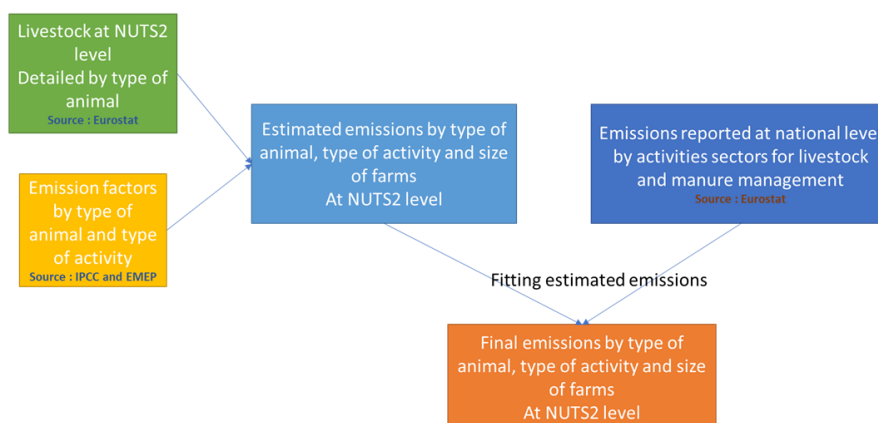 Livestock at NUTS2
level
Detailed by type of
animal
Source : Eurostat
Emission factors
by type of
animal and type
of activity
Source : IPCC and EMEP
Estimated emissions by type of
animal, type of activity and size
of farms
At NUTS2 level
Emissions reported at national leve
by activities sectors for livestock
and manure management
Source : Eurostat
Fitting estimated emissions
Final emissions by type of
animal, type of activity and size
of farms
At NUTS2 level